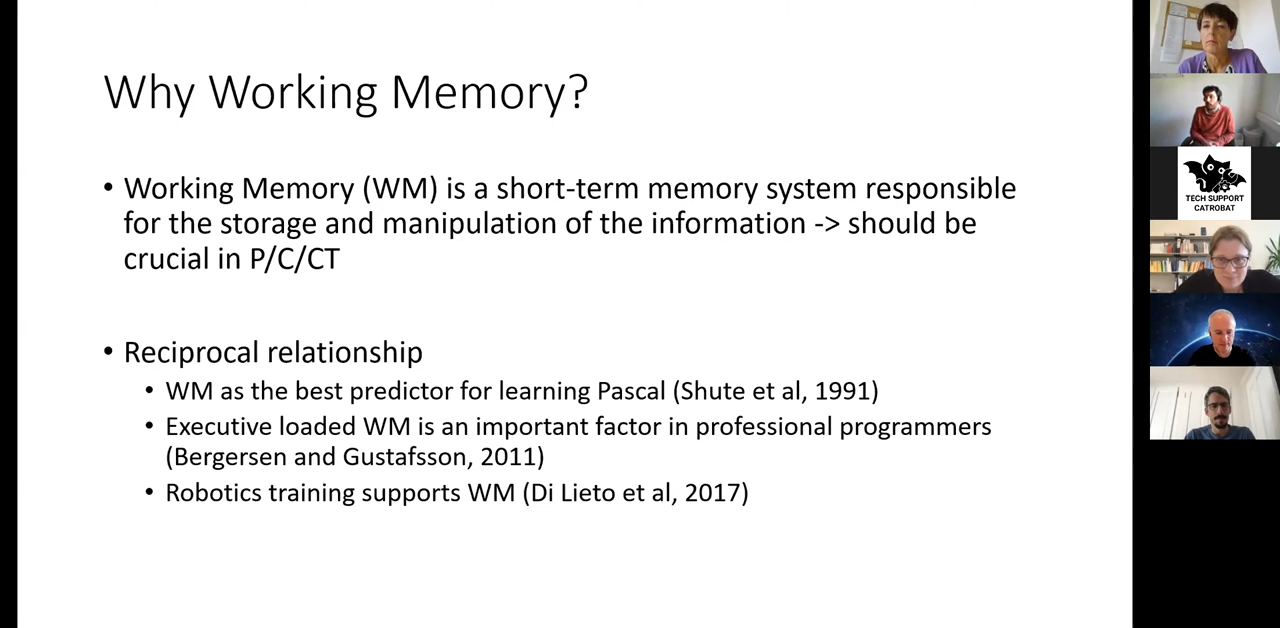 Why Working Memory?
• Working Memory (WM) is a short-term memory system responsible
for the storage and manipulation of the information -> should be
crucial in P/C/CT
• Reciprocal relationship
• WM as the best predictor for learning Pascal (Shute et al, 1991)
• Executive loaded WM is an important factor in professional programmers
(Bergersen and Gustafsson, 2011)
• Robotics training supports WM (Di Lieto et al, 2017)
TECH SUPPORT
CATROBAT